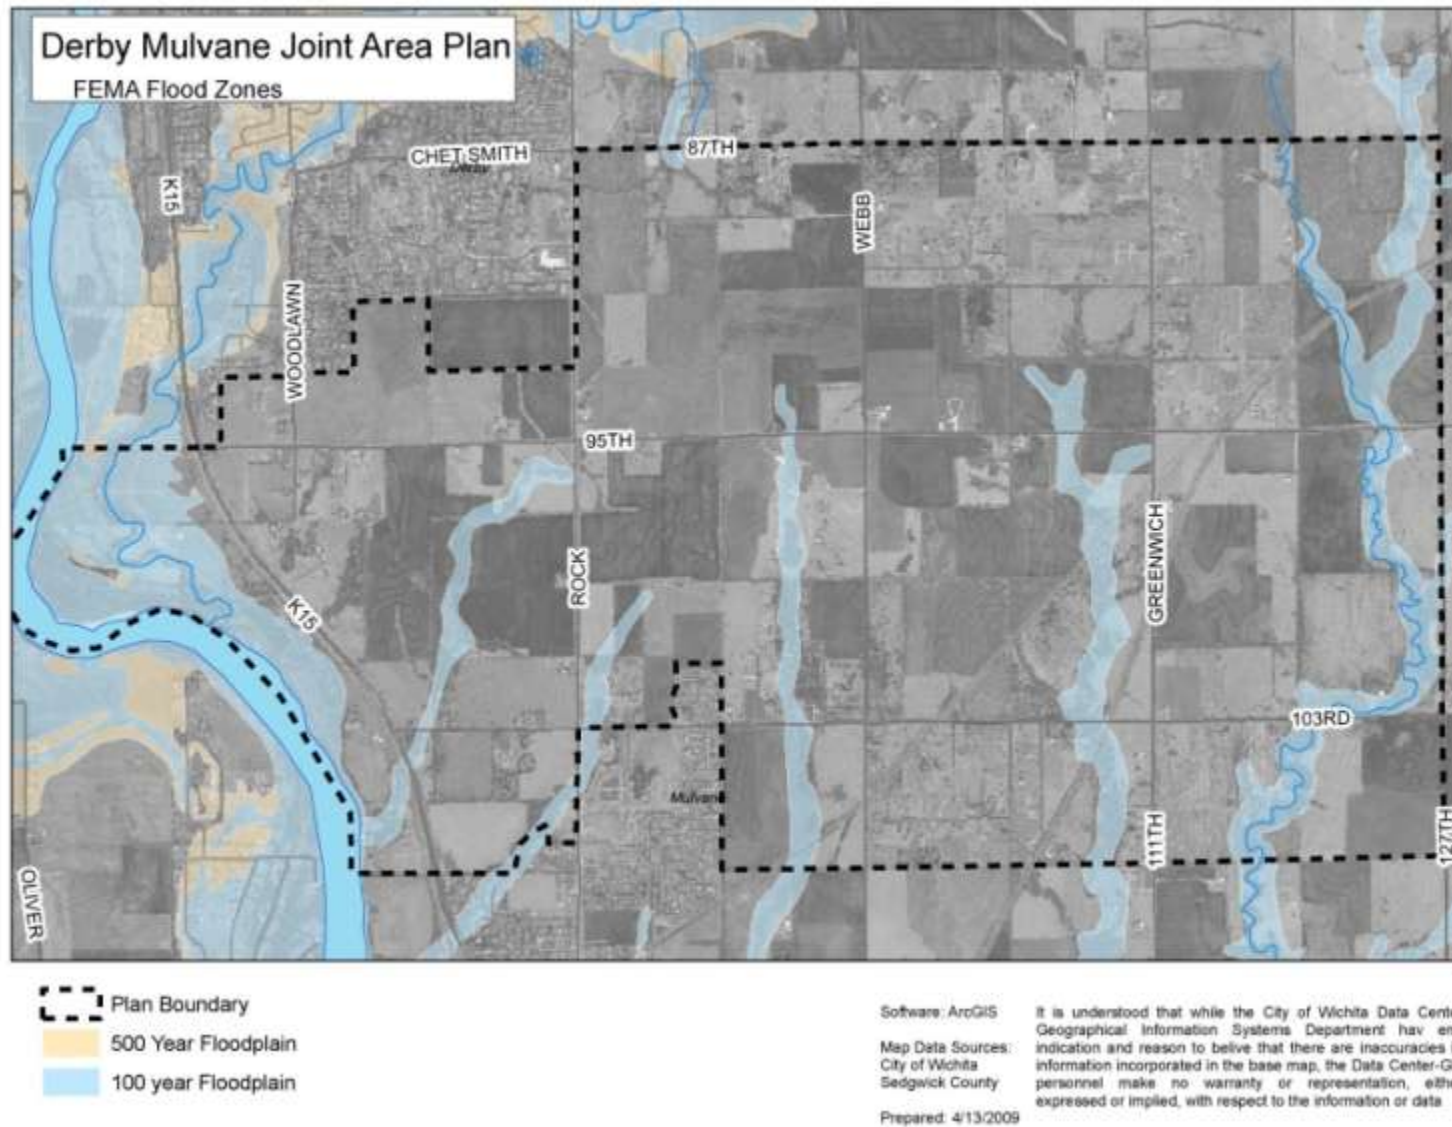 Derby Mulvane Joint Area Plan
FEMA Flood Zones
CHET SMITH
Derby
87TH
K15
WEBB
WOODLAWN
95TH
ROCK
GREENWICH
K15
103RD
Mulvane
111TH
127TH
OLIVER
Plan Boundary
500 Year Floodplain
100 year Floodplain
Software: ArcGIS
Map Data Sources:
City of Wichita
Sedgwick County
Prepared: 4/13/2009
It is understood that while the City of Wichita Data Cent
Geographical Information Systems Department hav
indication and reason to belive that there are inaccuracies
information incorporated in the base map, the Data Center-G
personnel make no warranty or representation, eith
expressed or implied, with respect to the information or data